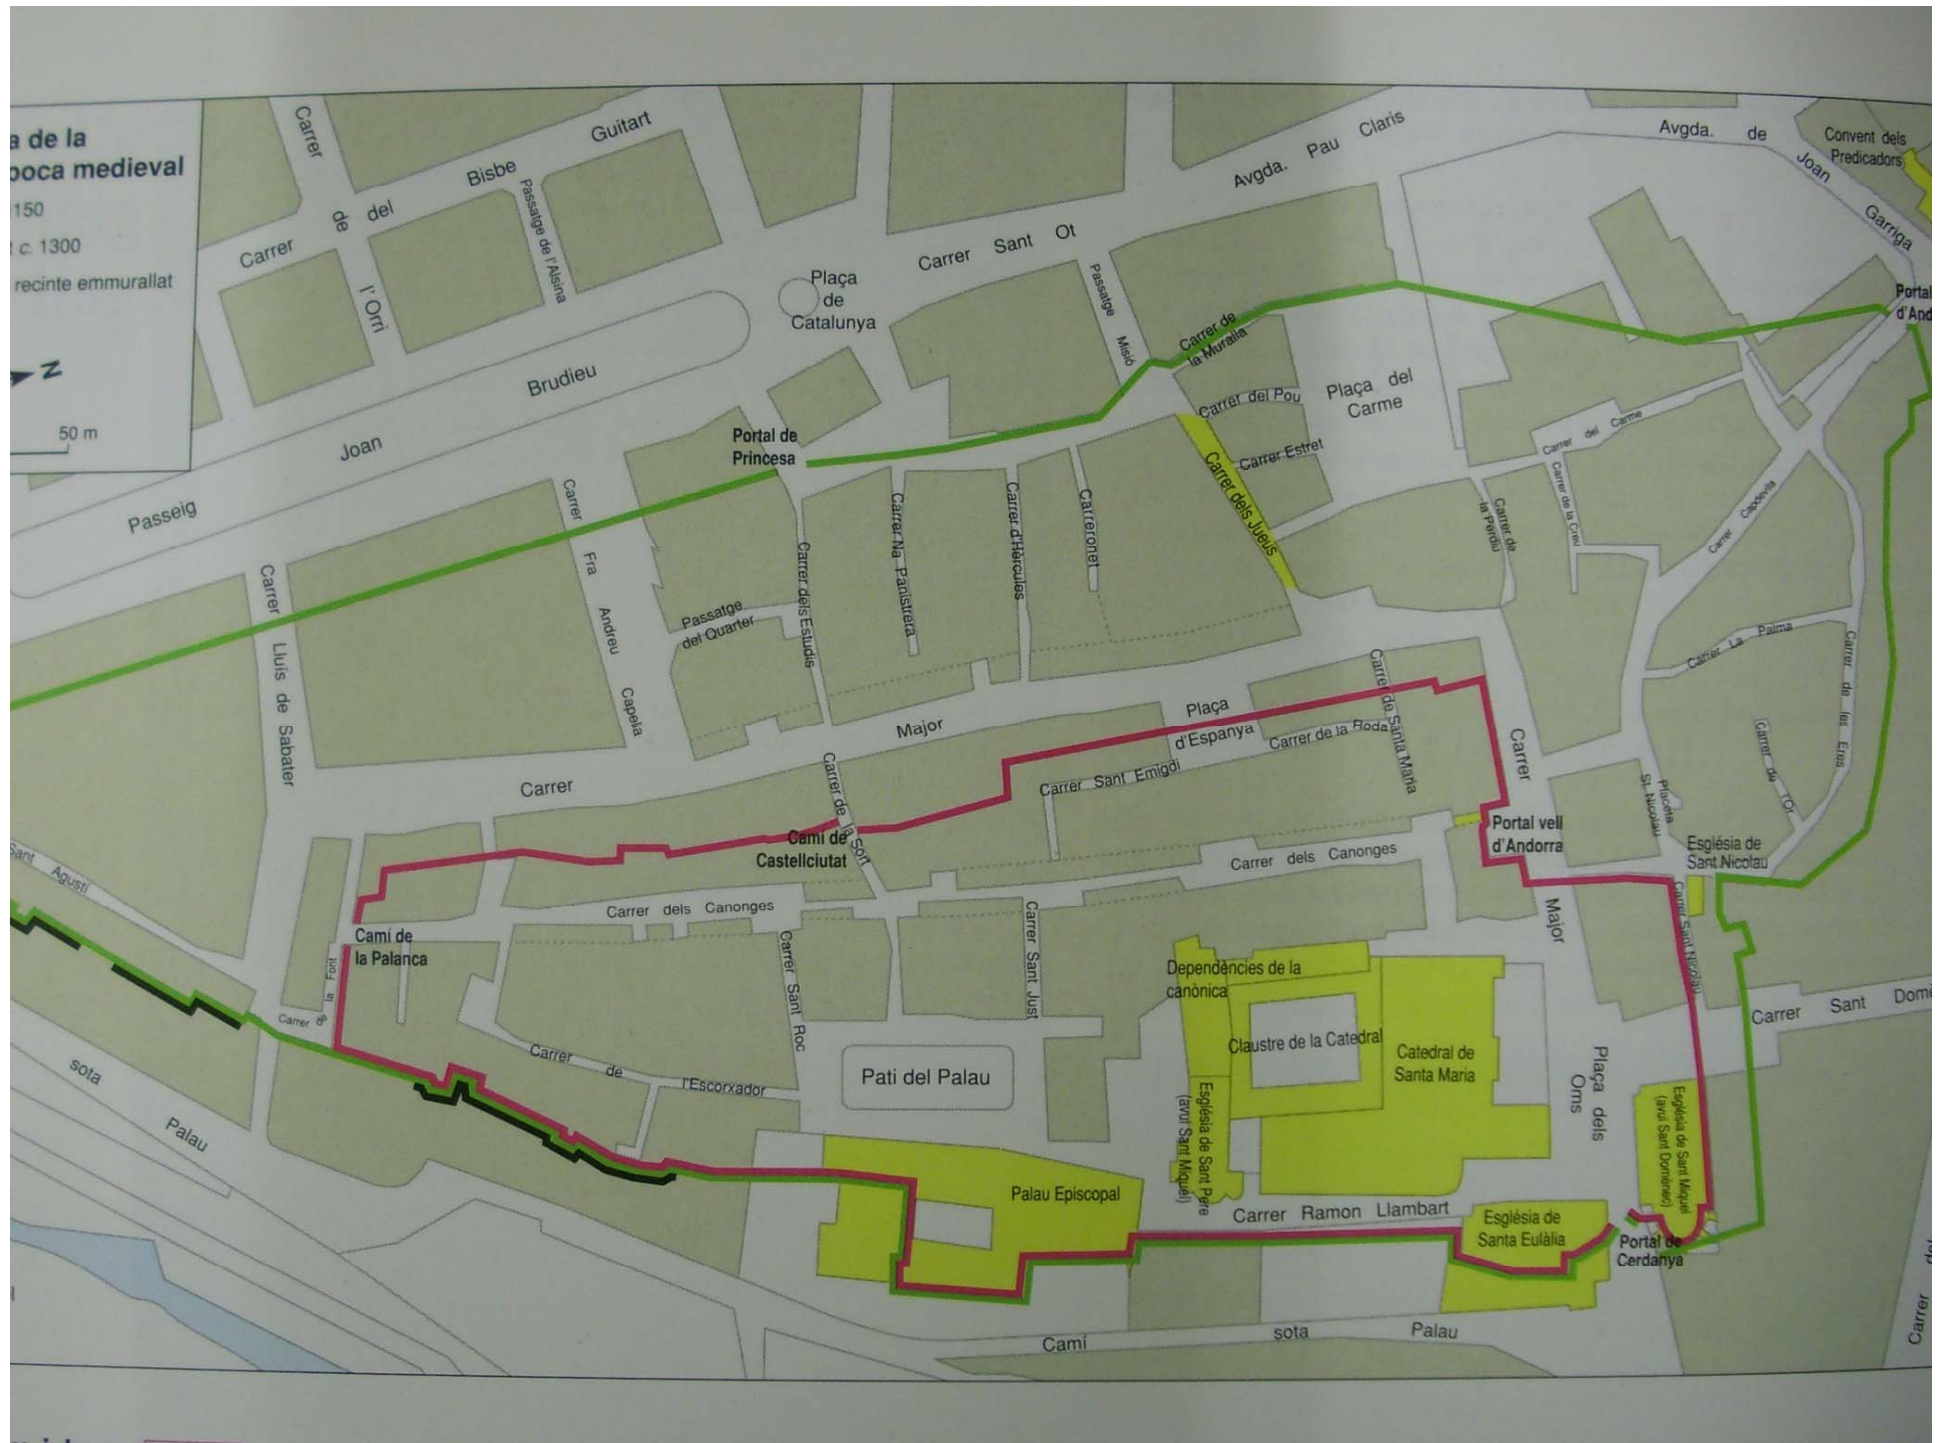 a de la
poca medieval
150
c. 1300
recinte emmurallat
N
50 m
Carrer de l'Orri
Carrer del Bisbe Guitart
Passatge de l'Alsina
Plaça
de
Catalunya
Carrer Sant Ot
Avgda. Pau Claris
Passatge Misió
Carrer de
la Muralla
Avgda. de Joan Garriga
Convent dels
Predicadors
Portal
d'And
Passeig Joan Brudieu
Portal de
Princesa
Carrer del Pou
Carrer Estret
Carrer dels Jueus
Plaça del
Carme
Carrer del Carme
Carrer de la Creu
Carrer de
la Perdiu
Carrer Capdevila
Carrer La Palma
Carrer de les Eres
Carrer de l'Or
Carrer Lluís de Sabater
Carrer Fra Andreu Capella
Passatge
del Quarter
Carrer dels Estudis
Carrer Na Panistrera
Carrer d'Hèrcules
Carreronet
Carrer Major
Plaça
d'Espanya
Carrer de la Roda
Carrer de Santa Maria
Carrer Sant Emigdi
Carrer de la Sort
Camí de
Castellciutat
Carrer dels Canonges
Carrer dels Canonges
Portal vell
d'Andorra
Carrer Major
Placeta
St. Nicolau
Església de
Sant Nicolau
Carrer Sant Nicolau
Carrer Sant Domè
Sant Agustí
Camí de
la Palanca
Carrer de la Font
Carrer Sant Roc
Carrer Sant Just
Carrer de l'Escorxador
Pati del Palau
Dependències de la
canònica
Claustre de la Catedral
Catedral de
Santa Maria
Plaça dels
Oms
Església de Sant Pere
(avui Sant Miquel)
Església de Sant Miquel
(avui Sant Domènec)
Palau Episcopal
Carrer Ramon Llambart
Església de
Santa Eulàlia
Portal de
Cerdanya
sota Palau
Camí sota Palau
Carrer del